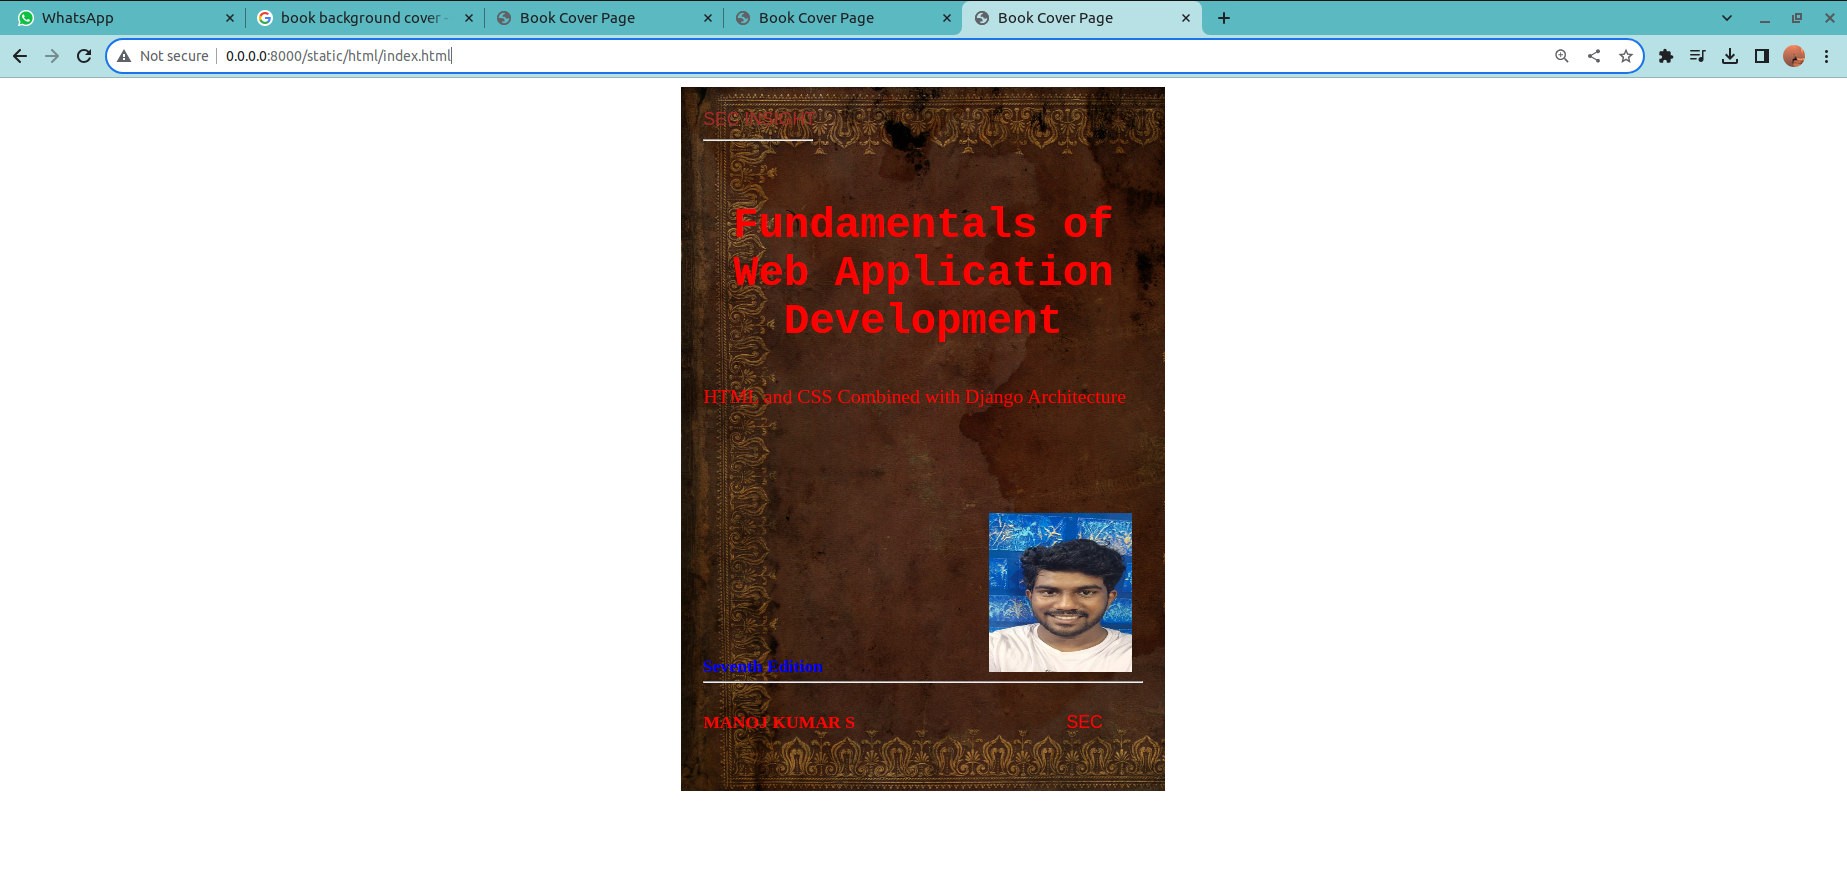 WhatsApp
book background cover -
Book Cover Page
Book Cover Page
Book Cover Page
Not secure
0.0.0.0:8000/static/html/index.html
SEC INSIGHT
Fundamentals of
Web Application
Development
HTML and CSS Combined with Django Architecture
Seventh Edition
MANOJ KUMAR S
SEC